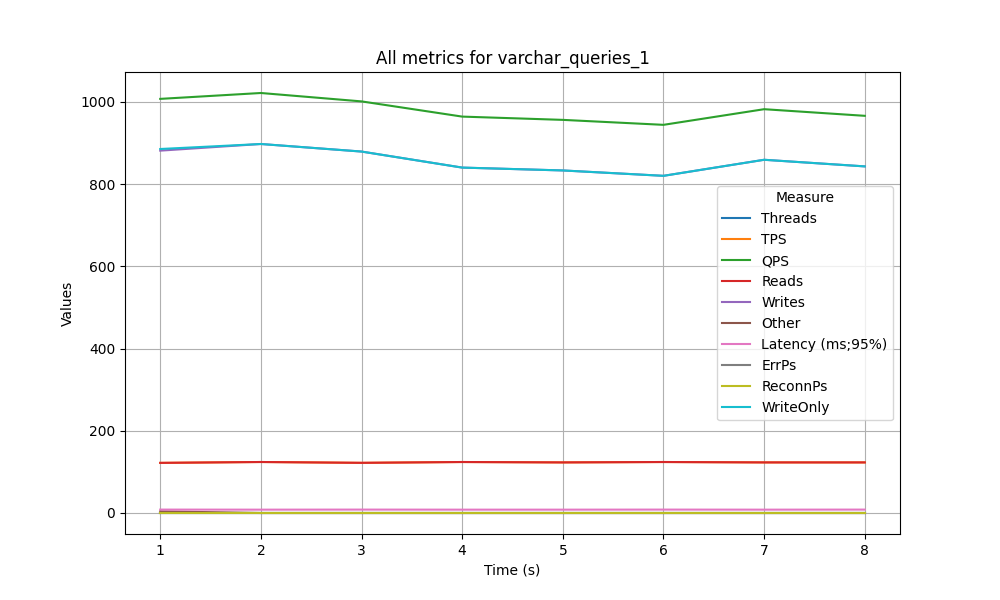 All metrics for varchar_queries_1
Values
1000
800
600
400
200
0
Measure
Threads
TPS
QPS
Reads
Writes
Other
Latency (ms;95%)
ErrPs
ReconnPs
WriteOnly
1 2 3 4 5 6 7 8
Time (s)